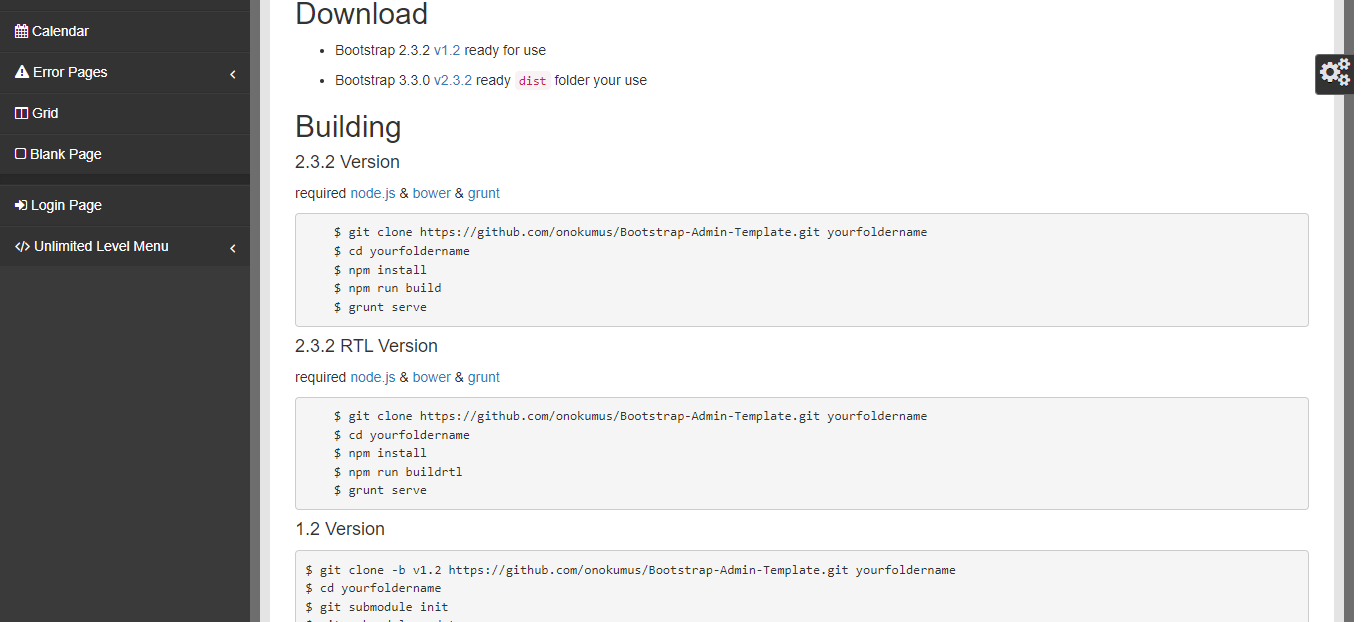 Calendar
Error Pages
Grid
Blank Page
Login Page
Unlimited Level Menu
Download
Bootstrap 2.3.2 v1.2 ready for use
Bootstrap 3.3.0 v2.3.2 ready dist folder your use
Building
2.3.2 Version
required node.js & bower & grunt
$ git clone https://github.com/onokumus/Bootstrap-Admin-Template.git yourfoldername
$ cd yourfoldername
$ npm install
$ npm run build
$ grunt serve
2.3.2 RTL Version
required node.js & bower & grunt
$ git clone https://github.com/onokumus/Bootstrap-Admin-Template.git yourfoldername
$ cd yourfoldername
$ npm install
$ npm run buildrtl
$ grunt serve
1.2 Version
$ git clone -b v1.2 https://github.com/onokumus/Bootstrap-Admin-Template.git yourfoldername
$ cd yourfoldername
$ git submodule init